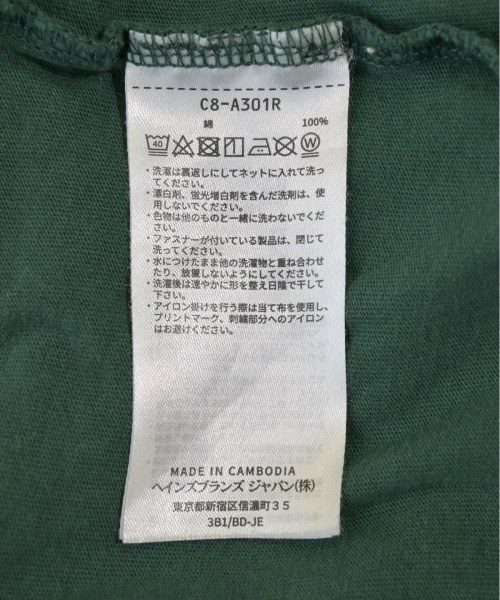 C8-A301R
綿 100%
40
・洗濯は裏返しにしてネットに入れて洗っ
てください。
・漂白剤、蛍光増白剤を含んだ洗剤は、使
用しないでください。
・色物は他のものと一緒に洗わないでくだ
さい。
・ファスナーが付いている製品は、閉じて
洗ってください。
・水につけたまま他の洗濯物と重ね合わせ
たり、放置しないようにしてください。
・洗濯後は速やかに形を整え日陰で干して
下さい。
・アイロン掛けを行う際は当て布を使用し、
プリントマーク、刺繍部分へのアイロン
はお避けください。
MADE IN CAMBODIA
ヘインズブランズ ジャパン(株)
東京都新宿区信濃町35
3B1/BD-JE